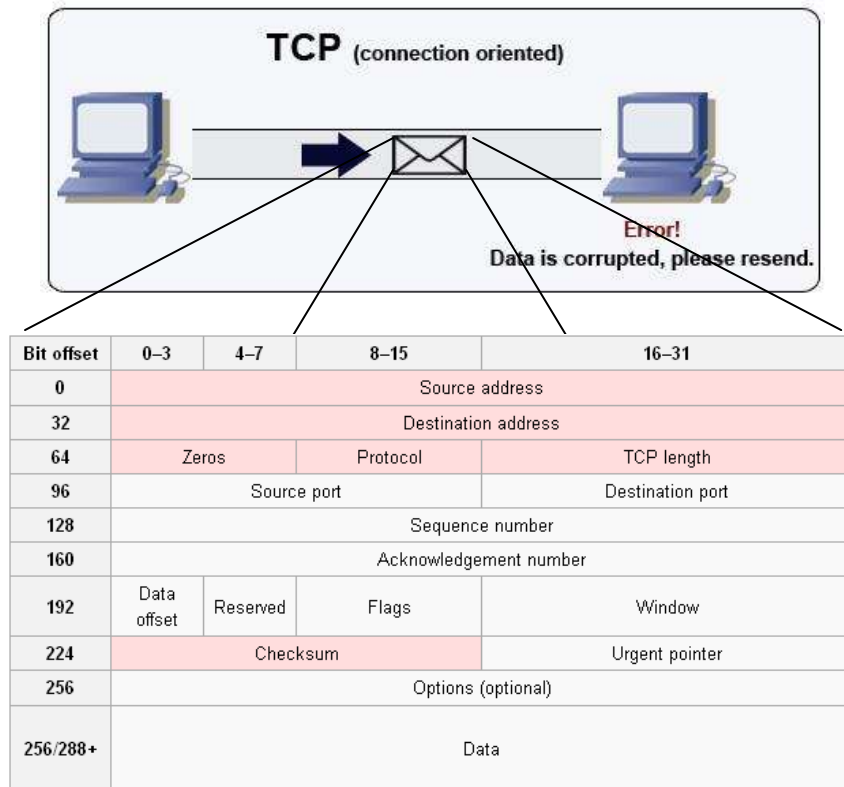 TCP (connection oriented)
Error!
Data is corrupted, please resend.
Bit offset 0–3 4–7 8–15 16–31
0 Source address
32 Destination address
64 Zeros Protocol TCP length
96 Source port Destination port
128 Sequence number
160 Acknowledgement number
192 Data offset Reserved Flags Window
224 Checksum Urgent pointer
256 Options (optional)
256/288+ Data